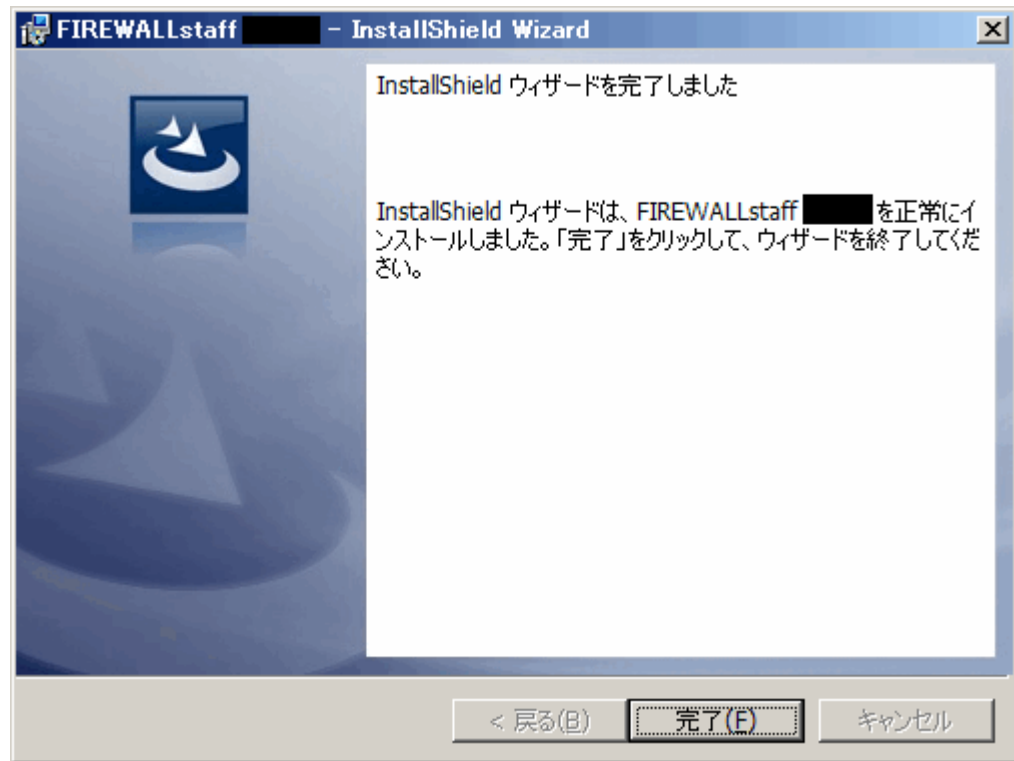 FIREWALLstaff – InstallShield Wizard
InstallShield ウィザードを完了しました
InstallShield ウィザードは、FIREWALLstaff を正常にイ
ンストールしました。「完了」をクリックして、ウィザードを終了してくだ
さい。
< 戻る(B)
完了(F)
キャンセル